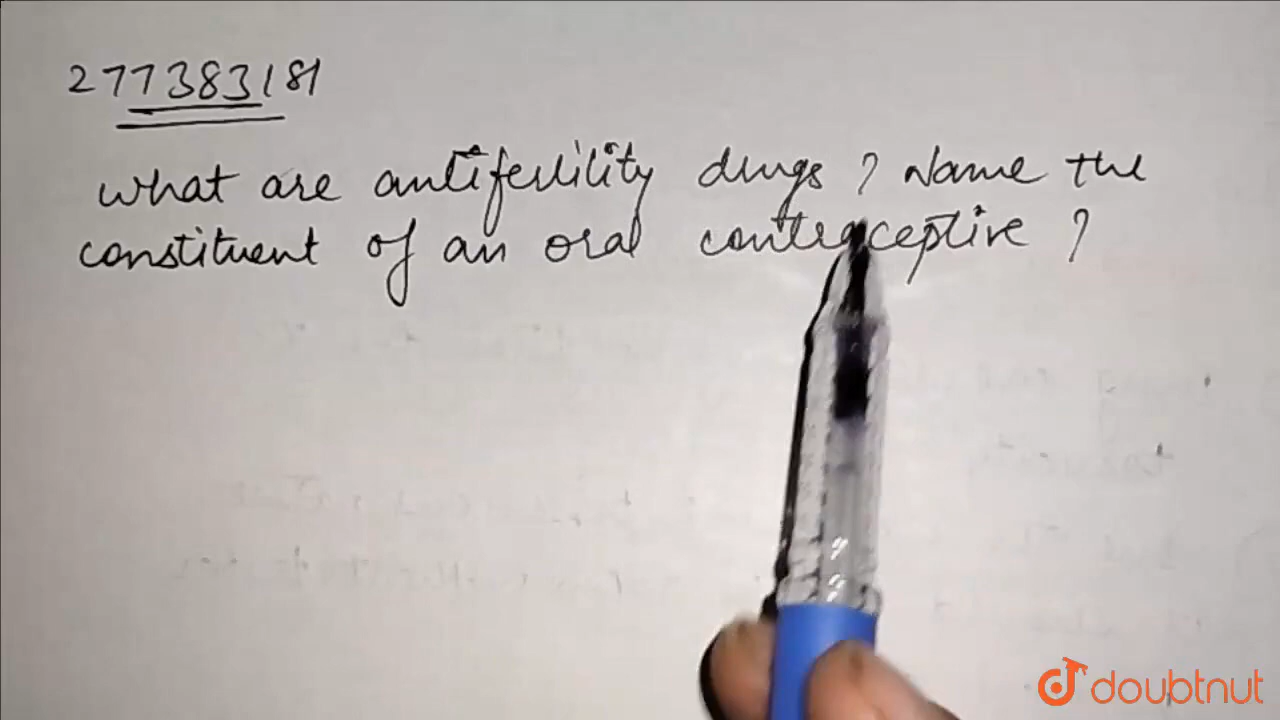 277383181
What are antifertility drugs ? Name the
constituent of an oral contraceptive ?
doubtnut